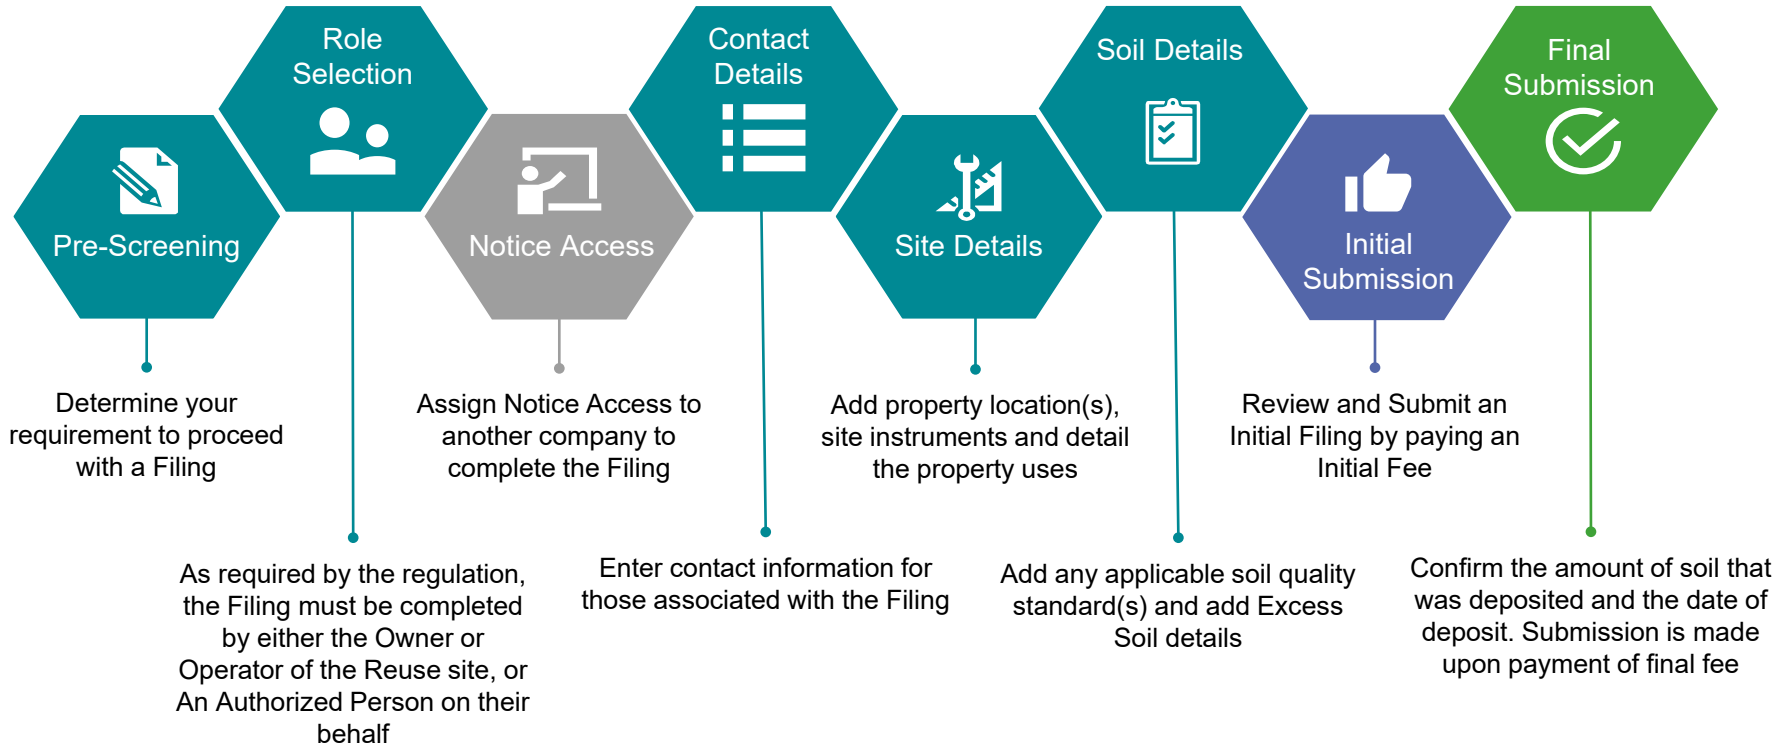 Pre-Screening
Determine your
requirement to proceed
with a Filing
Role
Selection
As required by the regulation,
the Filing must be completed
by either the Owner or
Operator of the Reuse site, or
An Authorized Person on their
behalf
Notice Access
Assign Notice Access to
another company to
complete the Filing
Contact
Details
Enter contact information for
those associated with the Filing
Site Details
Add property location(s),
site instruments and detail
the property uses
Soil Details
Add any applicable soil quality
standard(s) and add Excess
Soil details
Initial
Submission
Review and Submit an
Initial Filing by paying an
Initial Fee
Final
Submission
Confirm the amount of soil that
was deposited and the date of
deposit. Submission is made
upon payment of final fee